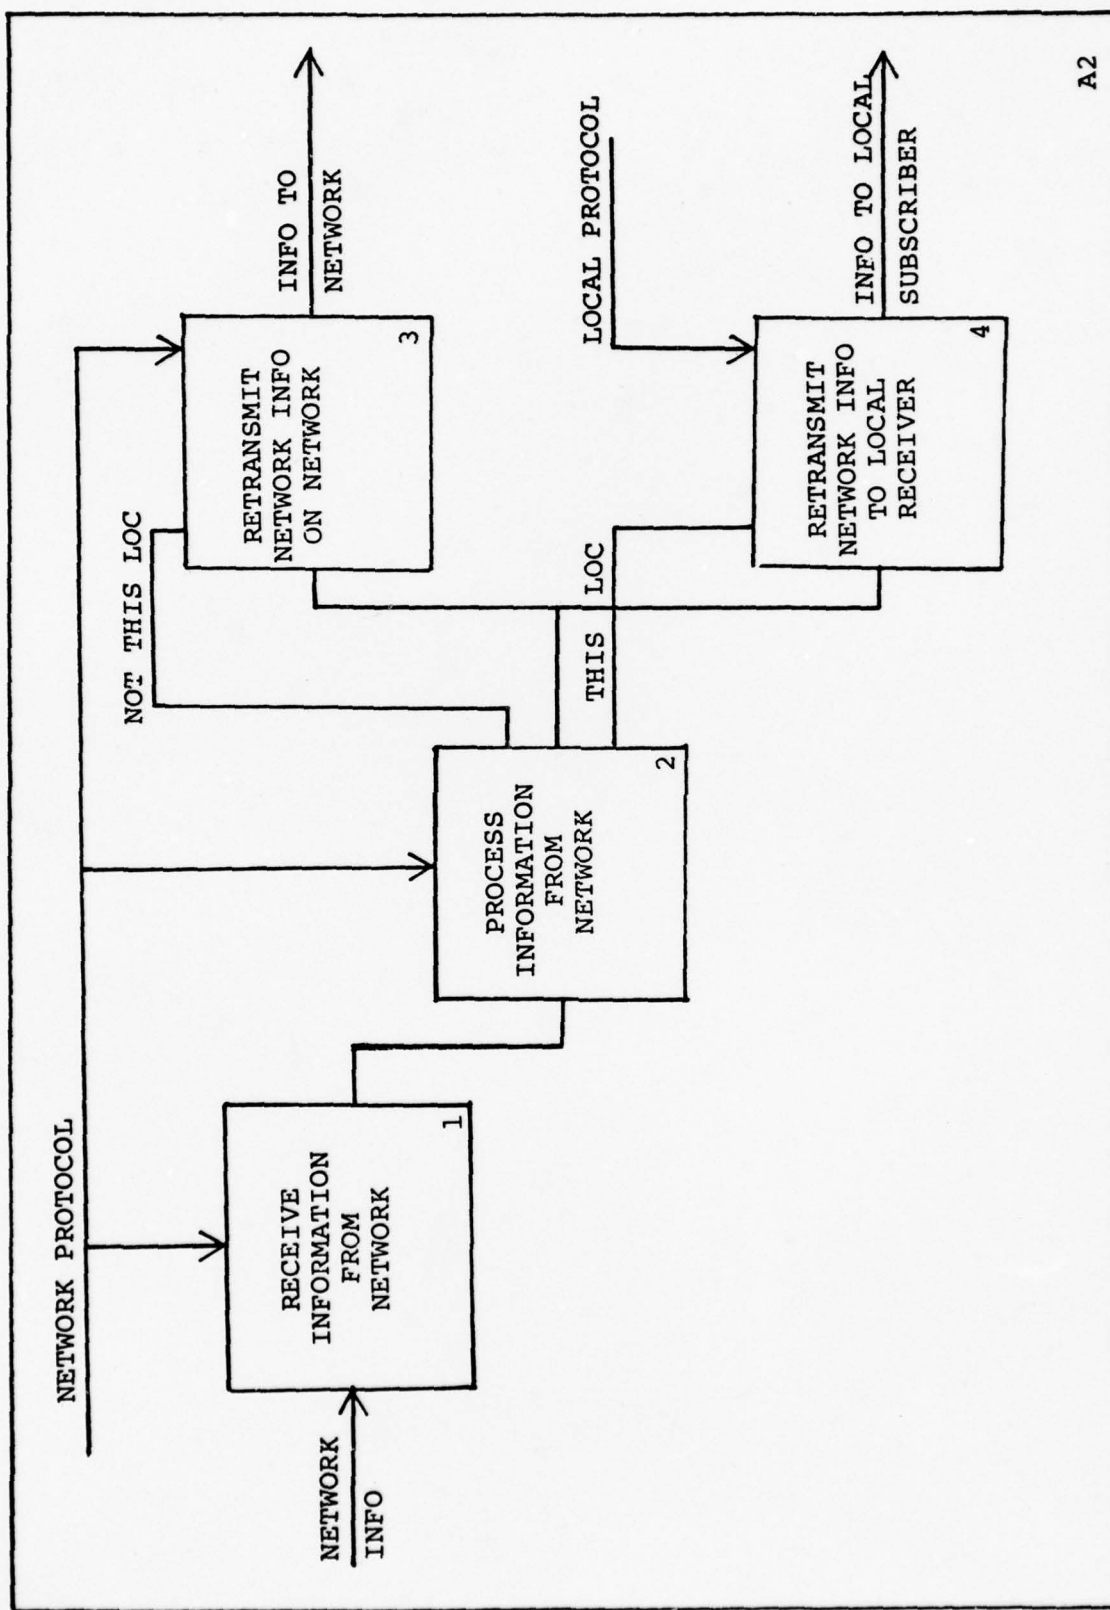 NETWORK PROTOCOL
NETWORK
INFO
RECEIVE
INFORMATION
FROM
NETWORK
1
PROCESS
INFORMATION
FROM
NETWORK
2
NOT THIS LOC
THIS LOC
RETRANSMIT
NETWORK INFO
ON NETWORK
3
INFO TO
NETWORK
LOCAL PROTOCOL
RETRANSMIT
NETWORK INFO
TO LOCAL
RECEIVER
4
INFO TO LOCAL
SUBSCRIBER
A2